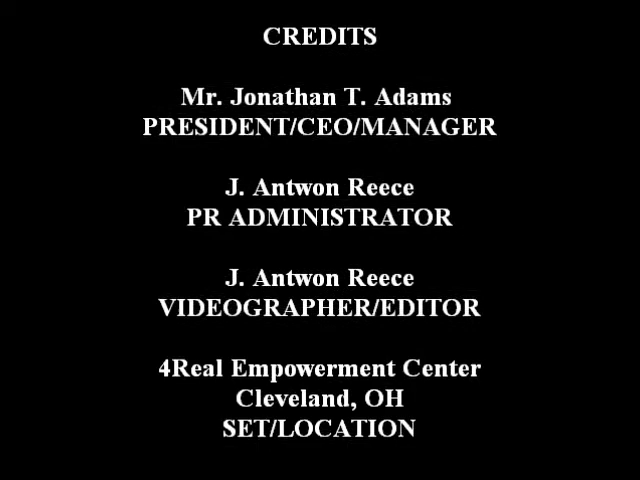 CREDITS
Mr. Jonathan T. Adams
PRESIDENT/CEO/MANAGER
J. Antwon Reece
PR ADMINISTRATOR
J. Antwon Reece
VIDEOGRAPHER/EDITOR
4Real Empowerment Center
Cleveland, OH
SET/LOCATION